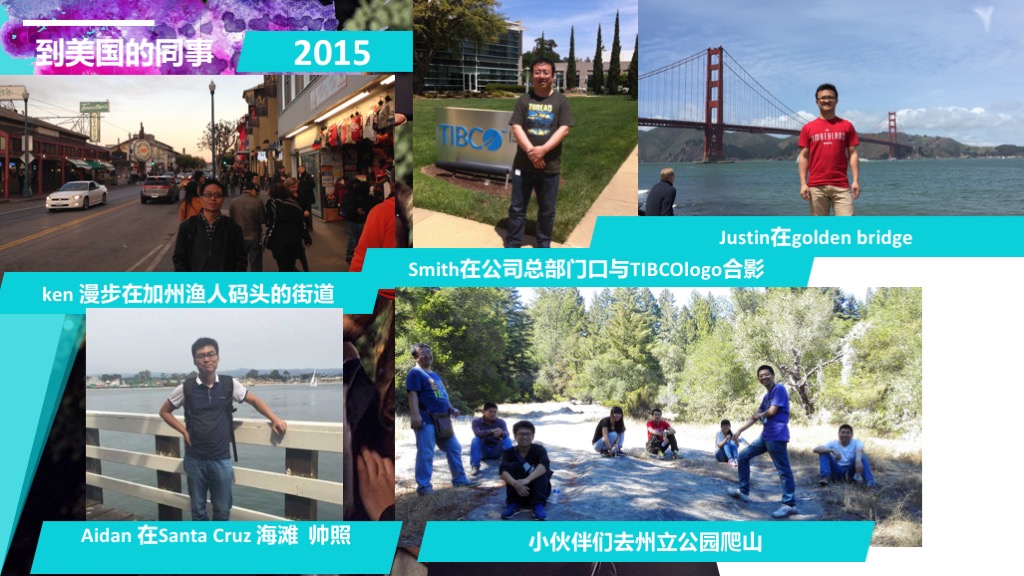 到美国的同事
2015
TIBCO
Justin在golden bridge
Smith在公司总部门口与TIBCOlogo合影
ken 漫步在加州渔人码头的街道
Aidan 在Santa Cruz 海滩 帅照
小伙伴们去州立公园爬山